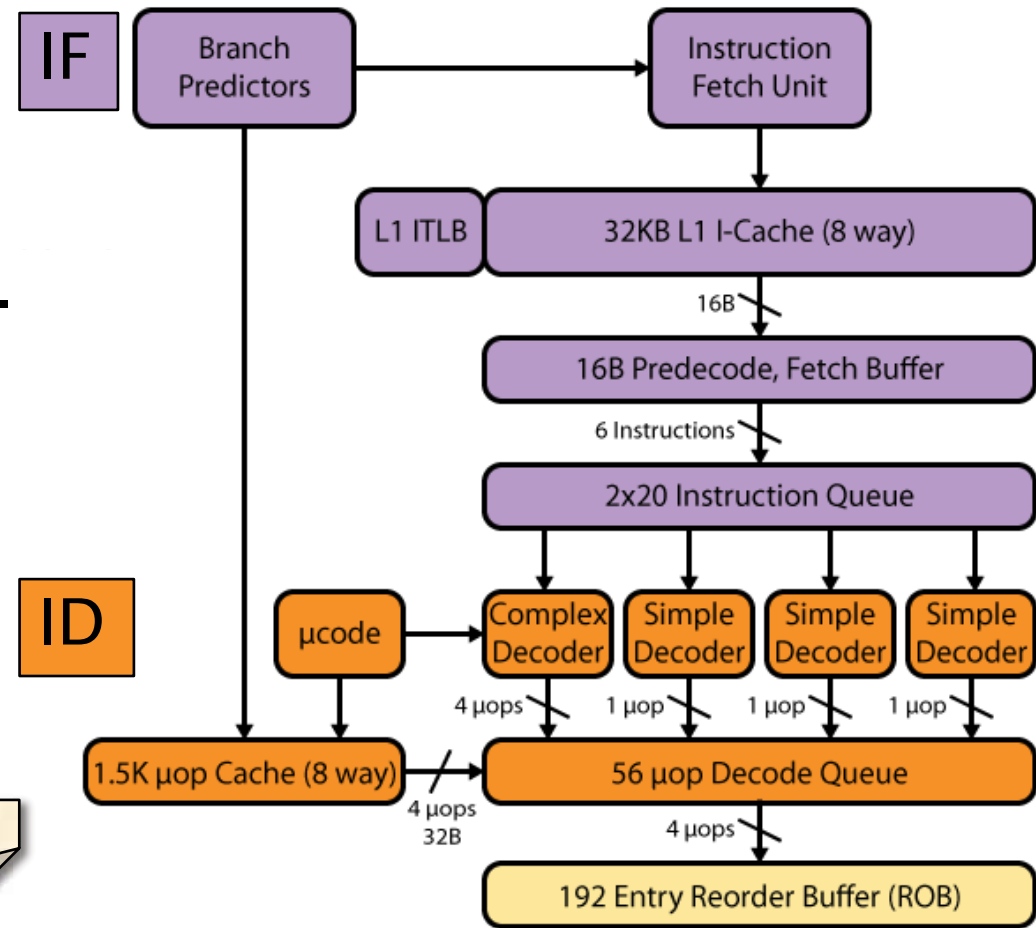 IF
Branch
Predictors
Instruction
Fetch Unit
L1 ITLB
32KB L1 I-Cache (8 way)
16B
16B Predecode, Fetch Buffer
6 Instructions
2x20 Instruction Queue
ID
μcode
Complex
Decoder
Simple
Decoder
Simple
Decoder
Simple
Decoder
4 μops
1 μop
1 μop
1 μop
1.5K μop Cache (8 way)
4 μops
32B
56 μop Decode Queue
4 μops
192 Entry Reorder Buffer (ROB)